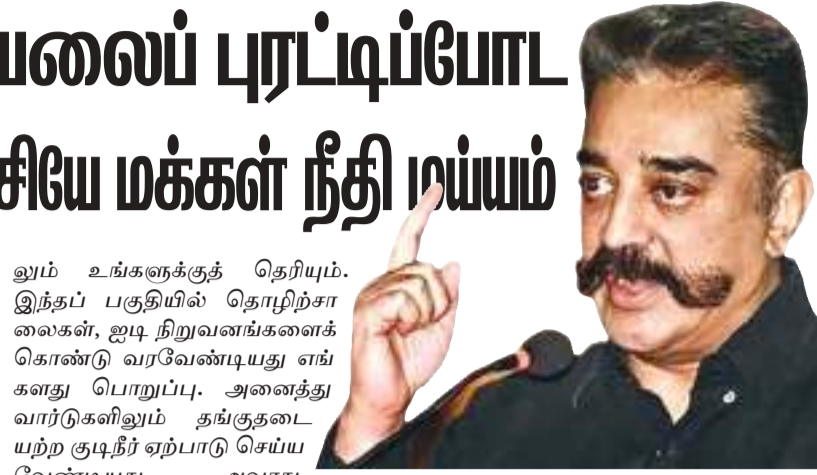 யலைப் புரட்டிப்போட
சியே மக்கள் நீதி மய்யம்
லும் உங்களுக்குத் தெரியும்.
இந்தப் பகுதியில் தொழிற்சா
லைகள், ஐடி நிறுவனங்களைக்
கொண்டு வரவேண்டியது எங்
களது பொறுப்பு. அனைத்து
வார்டுகளிலும் தங்குதடை
யற்ற குடிநீர் ஏற்பாடு செய்ய